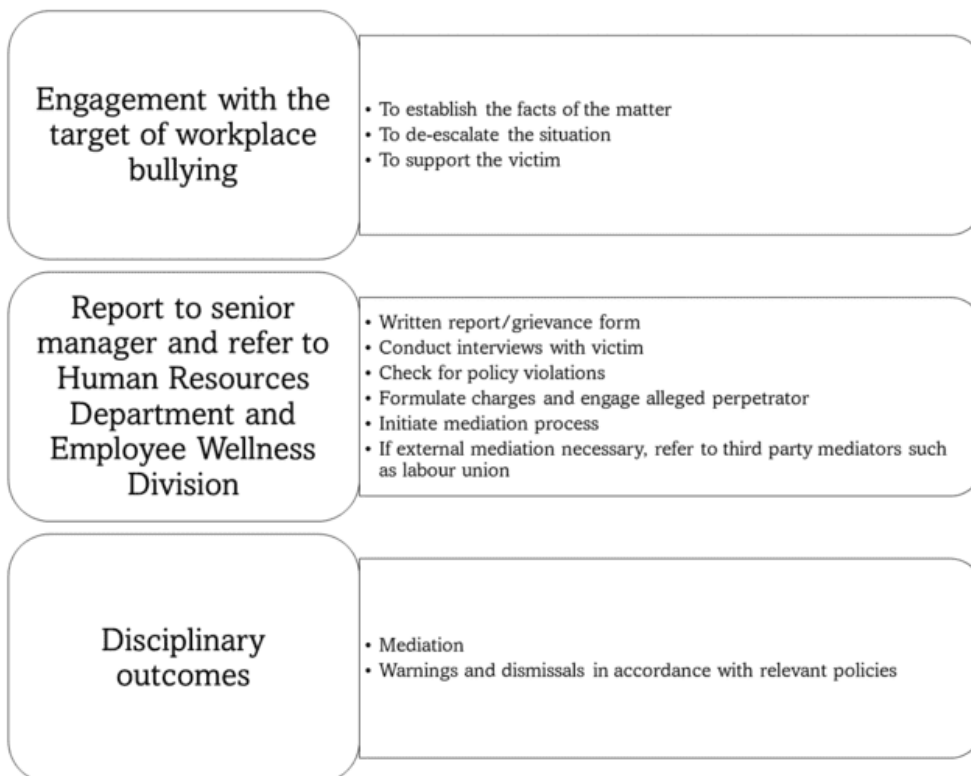 Engagement with the
target of workplace
bullying
• To establish the facts of the matter
• To de-escalate the situation
• To support the victim
Report to senior
manager and refer to
Human Resources
Department and
Employee Wellness
Division
• Written report/grievance form
• Conduct interviews with victim
• Check for policy violations
• Formulate charges and engage alleged perpetrator
• Initiate mediation process
• If external mediation necessary, refer to third party mediators such
as labour union
Disciplinary
outcomes
• Mediation
• Warnings and dismissals in accordance with relevant policies